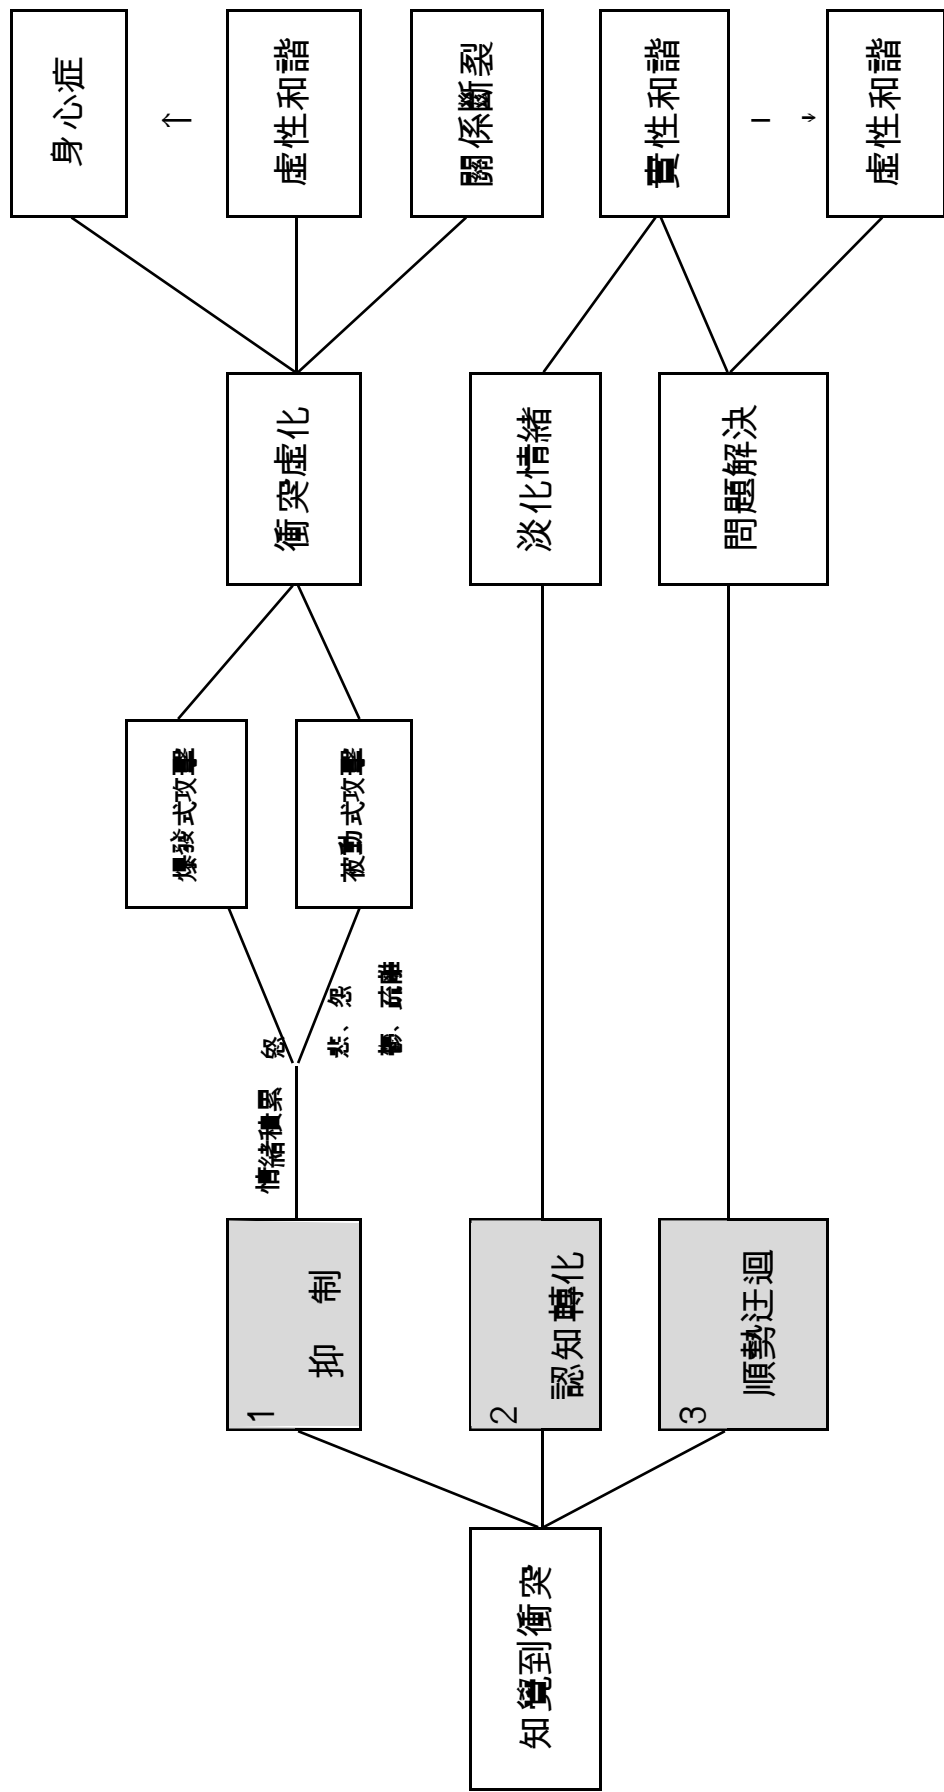 知覺到衝突
1
抑 制
2
認知轉化
3
順勢迂迴
情緒積累
怒
悲、怨
鬱、疏離
爆發式攻擊
被動式攻擊
衝突虛化
淡化情緒
問題解決
身心症
虛性和諧
關係斷裂
實性和諧
虛性和諧